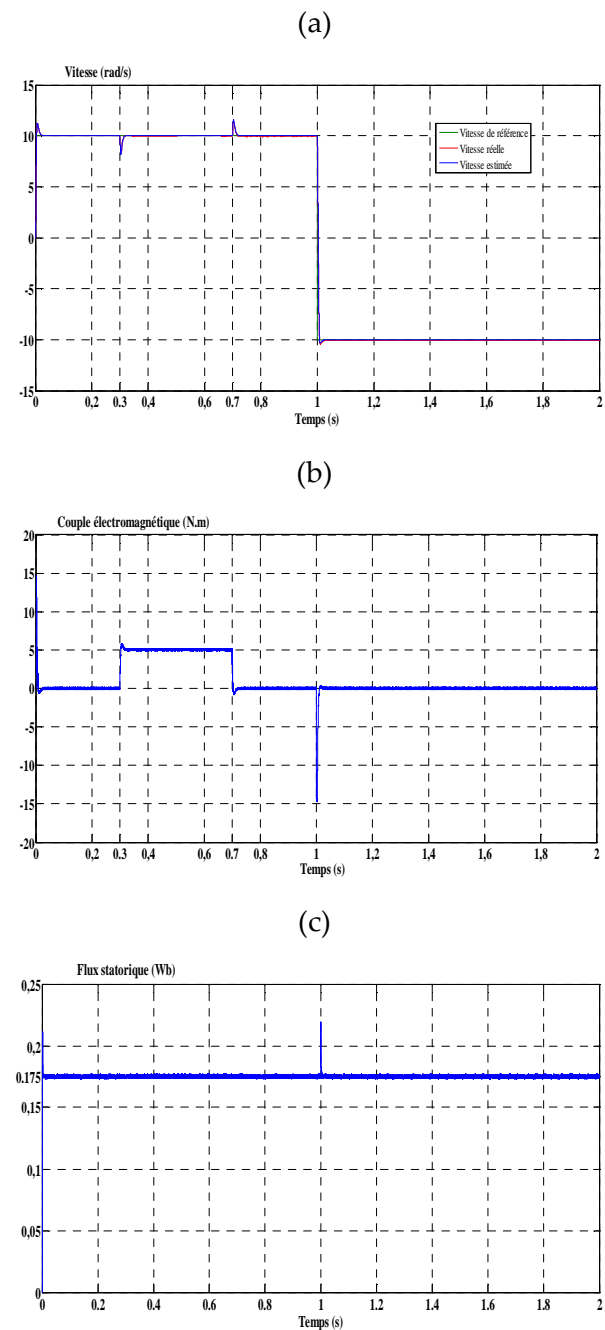 (a)
Vitesse (rad/s)
15
10
5
0
-5
-10
-15
Vitesse de référence
Vitesse réelle
Vitesse estimée
0 0,2 0.3 0,4 0,6 0.7 0,8 1 1,2 1,4 1,6 1,8 2
Temps (s)
(b)
Couple électromagnétique (N.m)
20
15
10
5
0
-5
-10
-15
-20
0 0,2 0.3 0,4 0,6 0.7 0,8 1 1,2 1,4 1,6 1,8 2
Temps (s)
(c)
Flux statorique (Wb)
0,25
0,2
0.175
0,15
0,1
0,05
0
0 0.2 0.4 0.6 0.8 1 1,2 1,4 1,6 1,8 2
Temps (s)